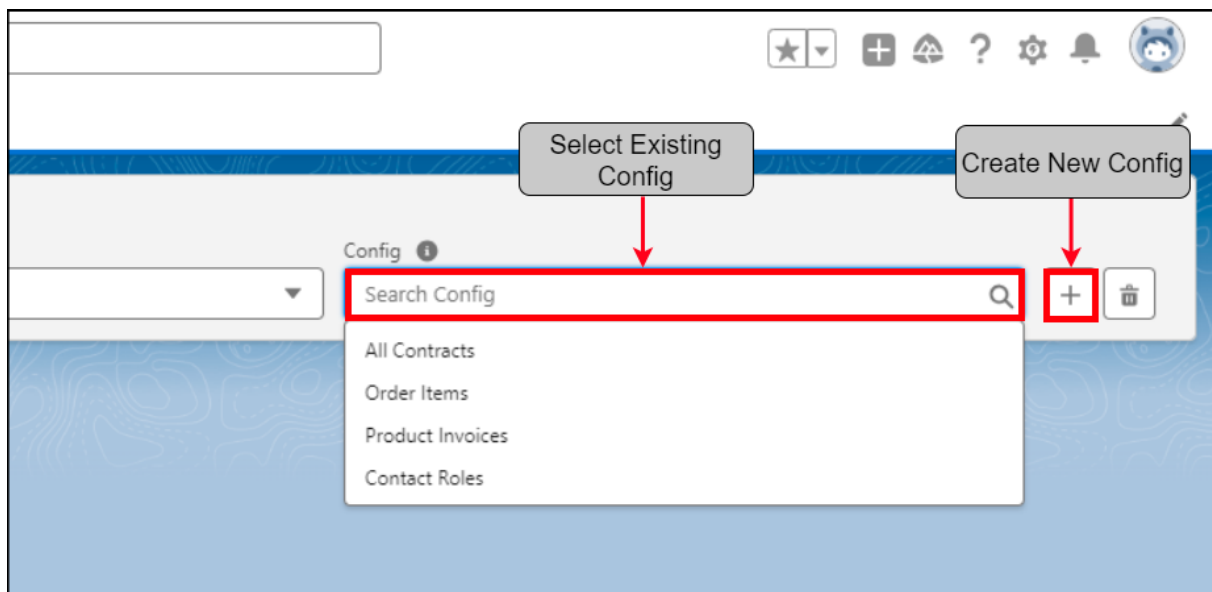 Select Existing
Config
Create New Config
Config
Search Config
All Contracts
Order Items
Product Invoices
Contact Roles